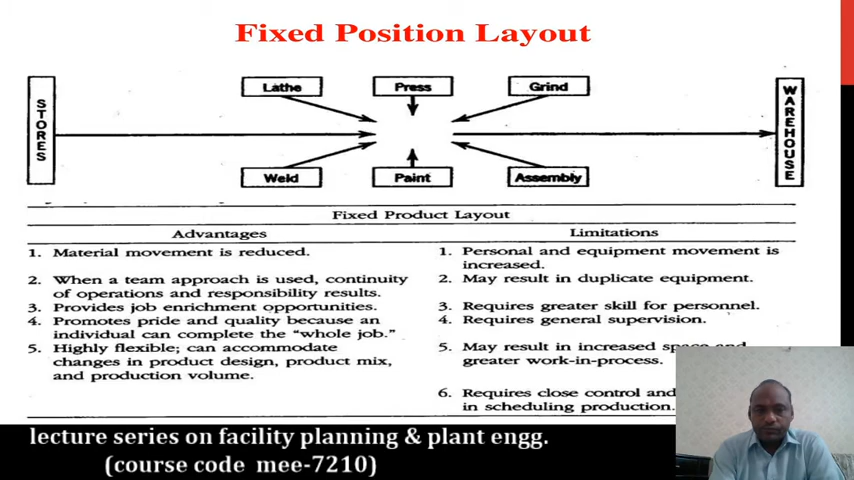 Fixed Position Layout
Lathe
Press
Grind
STORES
WAREHOUSE
Weld
Paint
Assembly
Fixed Product Layout
Advantages
Limitations
1. Material movement is reduced.
2. When a team approach is used, continuity
of operations and responsibility results.
3. Provides job enrichment opportunities.
4. Promotes pride and quality because an
individual can complete the "whole job."
5. Highly flexible; can accommodate
changes in product design, product mix,
and production volume.
1. Personal and equipment movement is
increased.
2. May result in duplicate equipment.
3. Requires greater skill for personnel.
4. Requires general supervision.
5. May result in increased space and
greater work-in-process.
6. Requires close control and
in scheduling production.
lecture series on facility planning & plant engg.
(course code mee-7210)